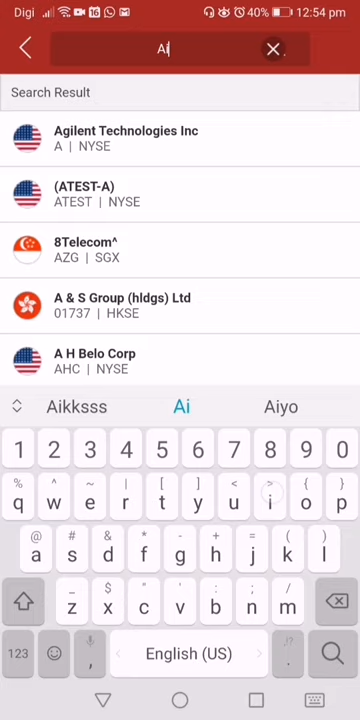 Digi 16 40% 12:54 pm
Ai
Search Result
Agilent Technologies Inc
A | NYSE
(ATEST-A)
ATEST | NYSE
8Telecom^
AZG | SGX
A & S Group (hldgs) Ltd
01737 | HKSE
A H Belo Corp
AHC | NYSE
Aikksss Ai Aiyo
1 2 3 4 5 6 7 8 9 0
% ^ ~ | [ ] < > { }
q w e r t y u i o p
@ # & * - + = ( )
a s d f g h j k l
_ $ " ' : ; /
z x c v b n m
,!?
123 , English (US) .